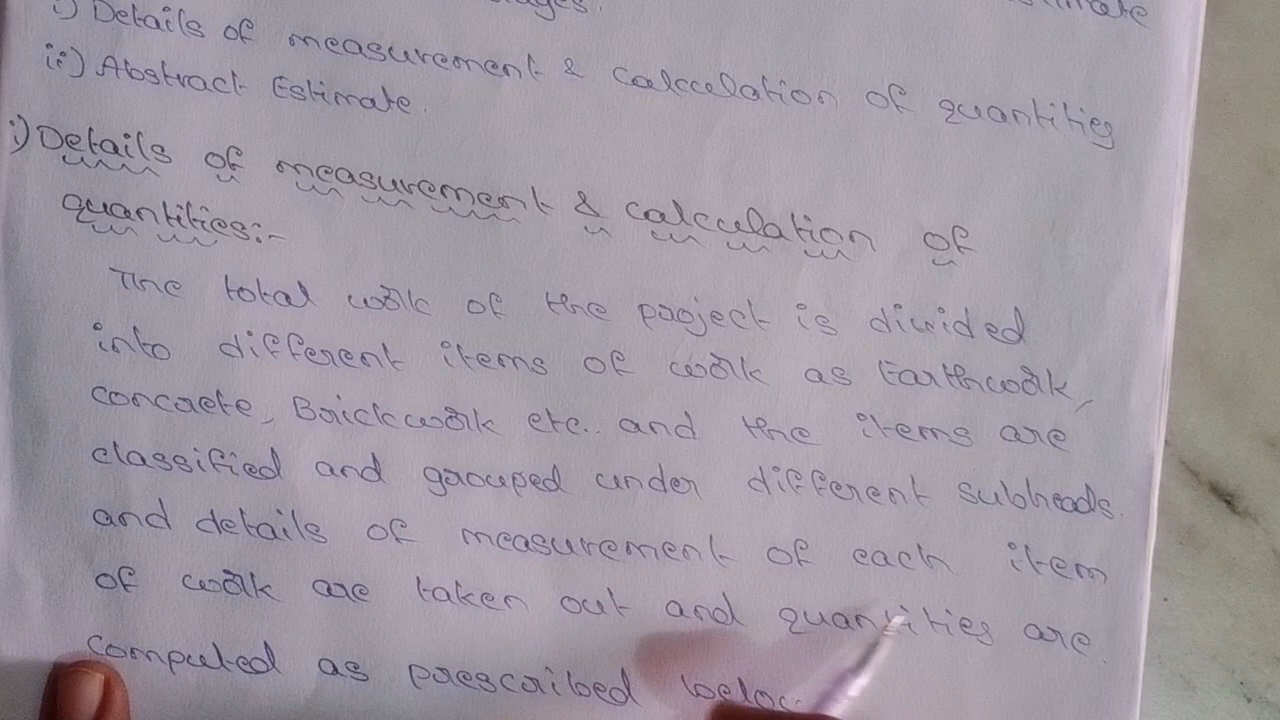 i) Details of measurement & calculation of quantities
ii) Abstract Estimate.
i) Details of measurement & calculation of
quantities:-
The total work of the project is divided
into different items of work as Earthwork,
concrete, Brickwork etc.. and the items are
classified and grouped under different subheads.
and details of measurement of each item
of work are taken out and quantities are
computed as prescribed